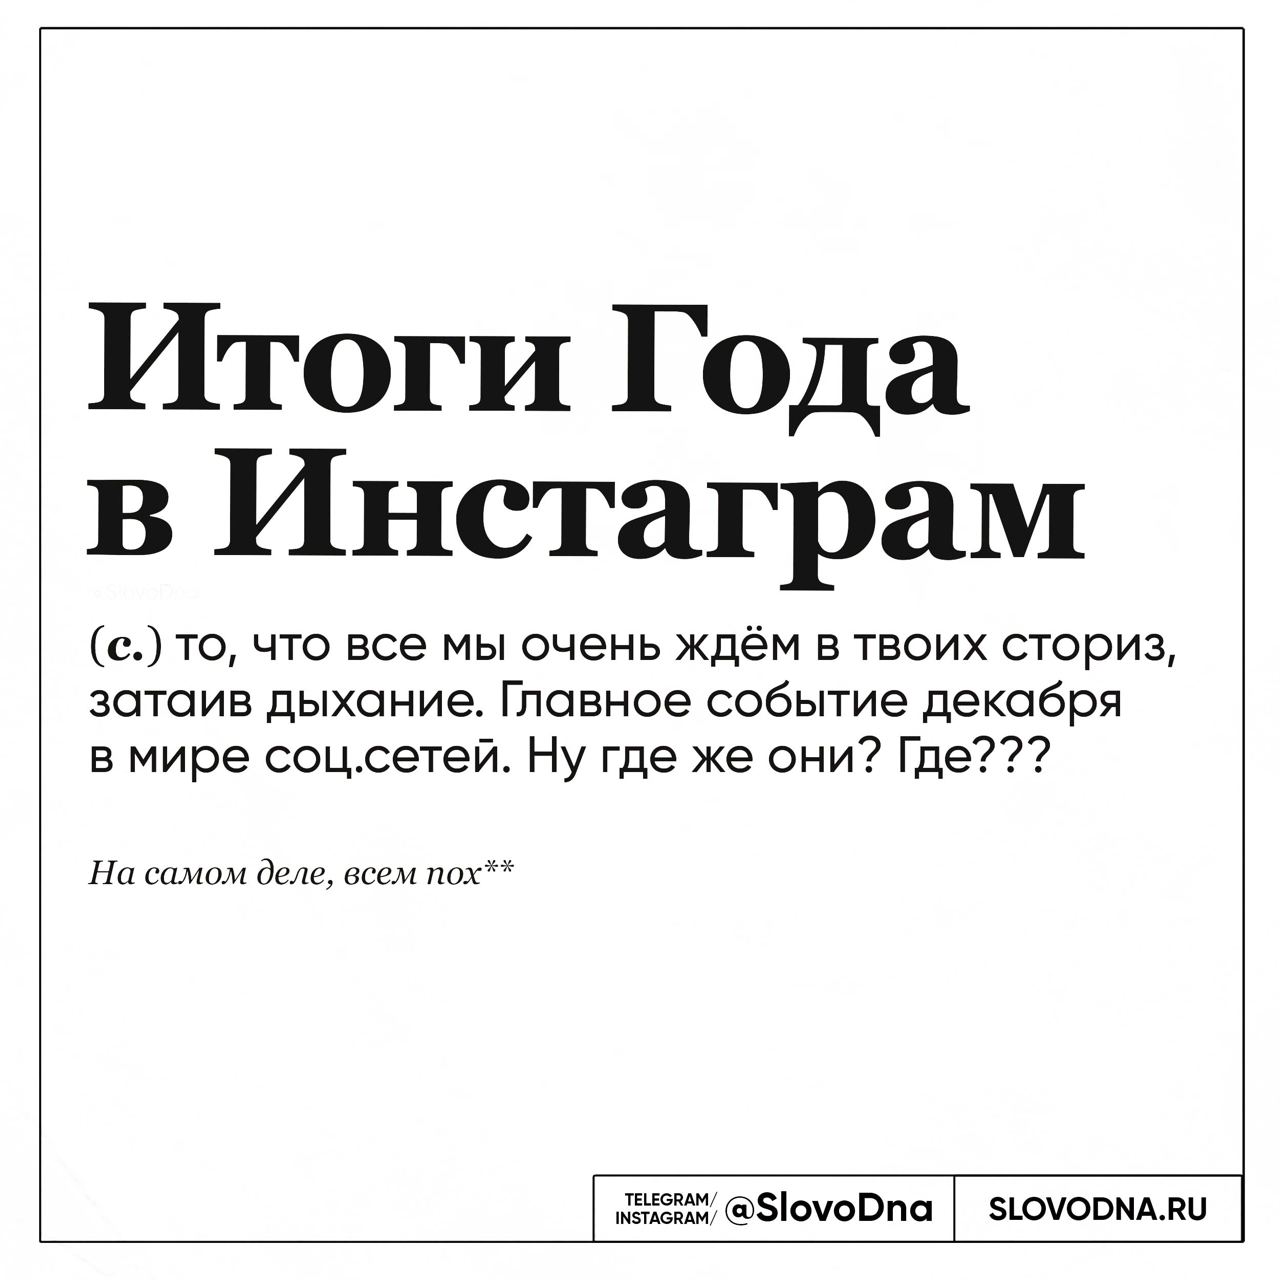 Итоги Года
в Инстаграм
@SlovoDna
(с.) то, что все мы очень ждём в твоих сториз,
затаив дыхание. Главное событие декабря
в мире соц.сетей. Ну где же они? Где???
На самом деле, всем пох**
TELEGRAM/
INSTAGRAM/
@SlovoDna
SLOVODNA.RU